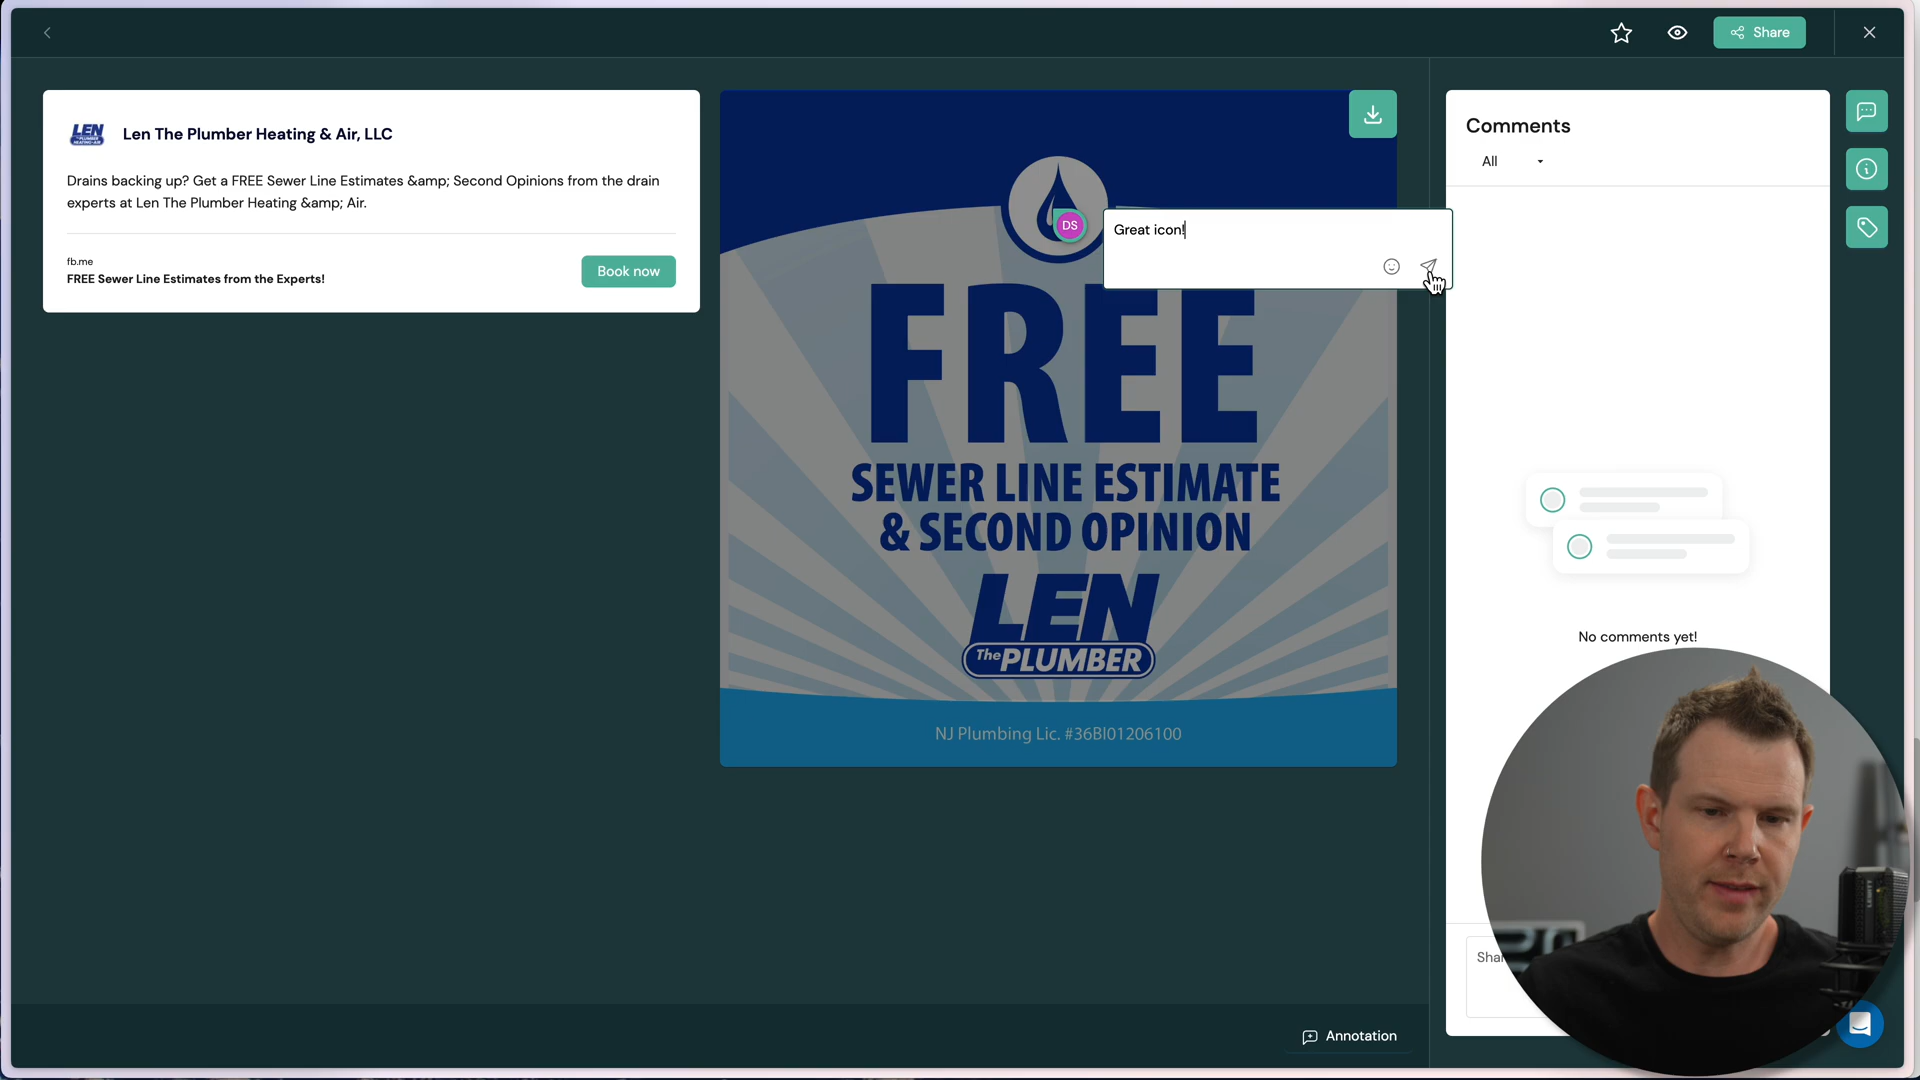 Share
LEN
Len The Plumber Heating & Air, LLC
Drains backing up? Get a FREE Sewer Line Estimates &amp; Second Opinions from the drain
experts at Len The Plumber Heating &amp; Air.
fb.me
FREE Sewer Line Estimates from the Experts!
Book now
DS
Great icon!
FREE
SEWER LINE ESTIMATE
& SECOND OPINION
LEN
The PLUMBER
NJ Plumbing Lic. #36BI01206100
Annotation
Comments
All
No comments yet!